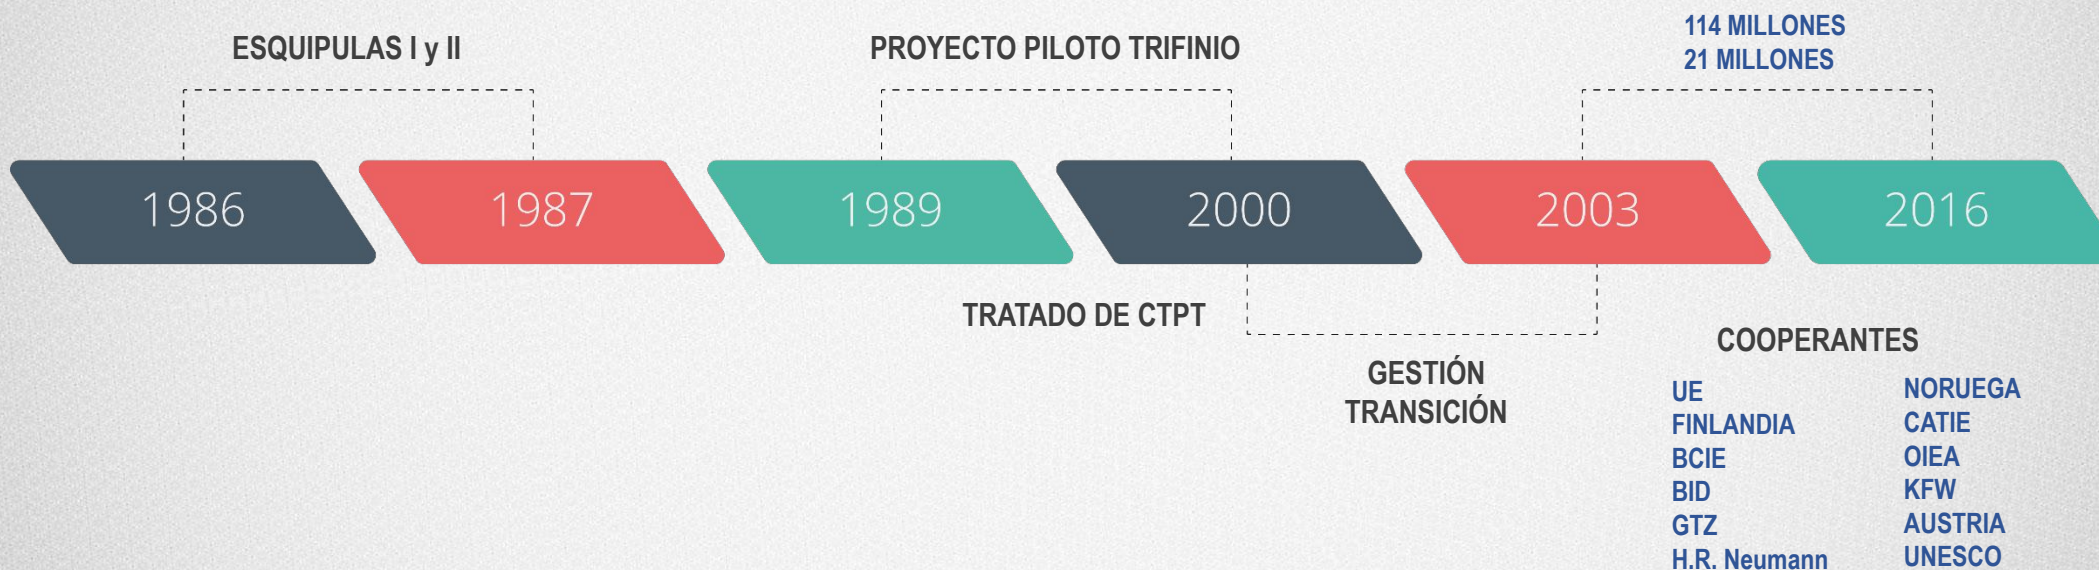 ESQUIPULAS I y II
PROYECTO PILOTO TRIFINIO
114 MILLONES
21 MILLONES
1986
1987
1989
2000
2003
2016
TRATADO DE CTPT
GESTIÓN
TRANSICIÓN
COOPERANTES
UE
FINLANDIA
BCIE
BID
GTZ
H.R. Neumann
NORUEGA
CATIE
OIEA
KFW
AUSTRIA
UNESCO